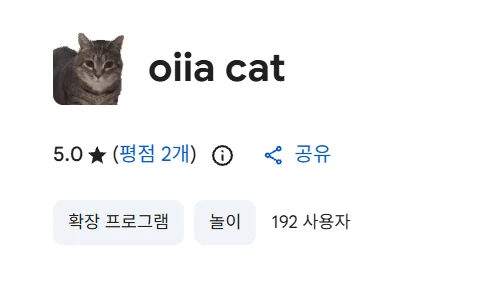 oiia cat
5.0 ★ (평점 2개) 공유
확장 프로그램 놀이 192 사용자